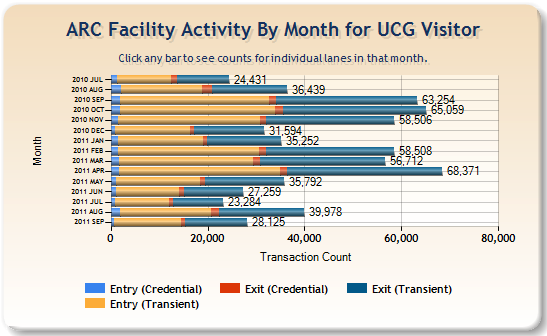 ARC Facility Activity By Month for UCG Visitor
Click any bar to see counts for individual lanes in that month.
Month
2010 JUL 24,431
2010 AUG 36,439
2010 SEP 63,254
2010 OCT 65,059
2010 NOV 58,506
2010 DEC 31,594
2011 JAN 35,252
2011 FEB 58,508
2011 MAR 56,712
2011 APR 68,371
2011 MAY 35,792
2011 JUN 27,259
2011 JUL 23,284
2011 AUG 39,978
2011 SEP 28,125
0 20,000 40,000 60,000 80,000
Transaction Count
Entry (Credential) Exit (Credential) Exit (Transient)
Entry (Transient)